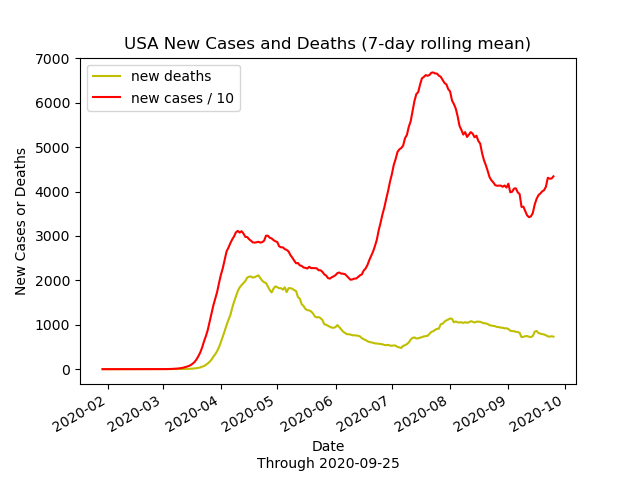 USA New Cases and Deaths (7-day rolling mean)
new deaths
new cases / 10
7000
6000
5000
4000
3000
2000
1000
0
New Cases or Deaths
2020-02
2020-03
2020-04
2020-05
2020-06
2020-07
2020-08
2020-09
2020-10
Date
Through 2020-09-25